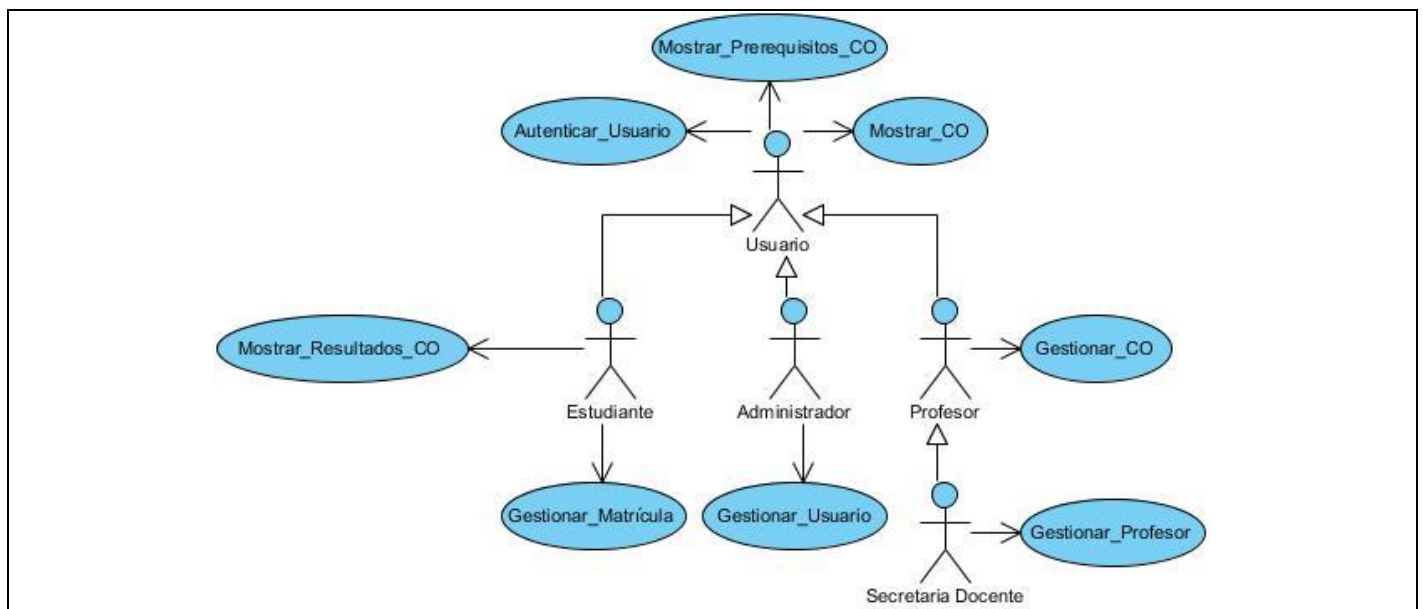 Mostrar_Prerequisitos_CO
Autenticar_Usuario
Mostrar_CO
Usuario
Mostrar_Resultados_CO
Gestionar_CO
Estudiante
Administrador
Profesor
Gestionar_Matrícula
Gestionar_Usuario
Gestionar_Profesor
Secretaria Docente